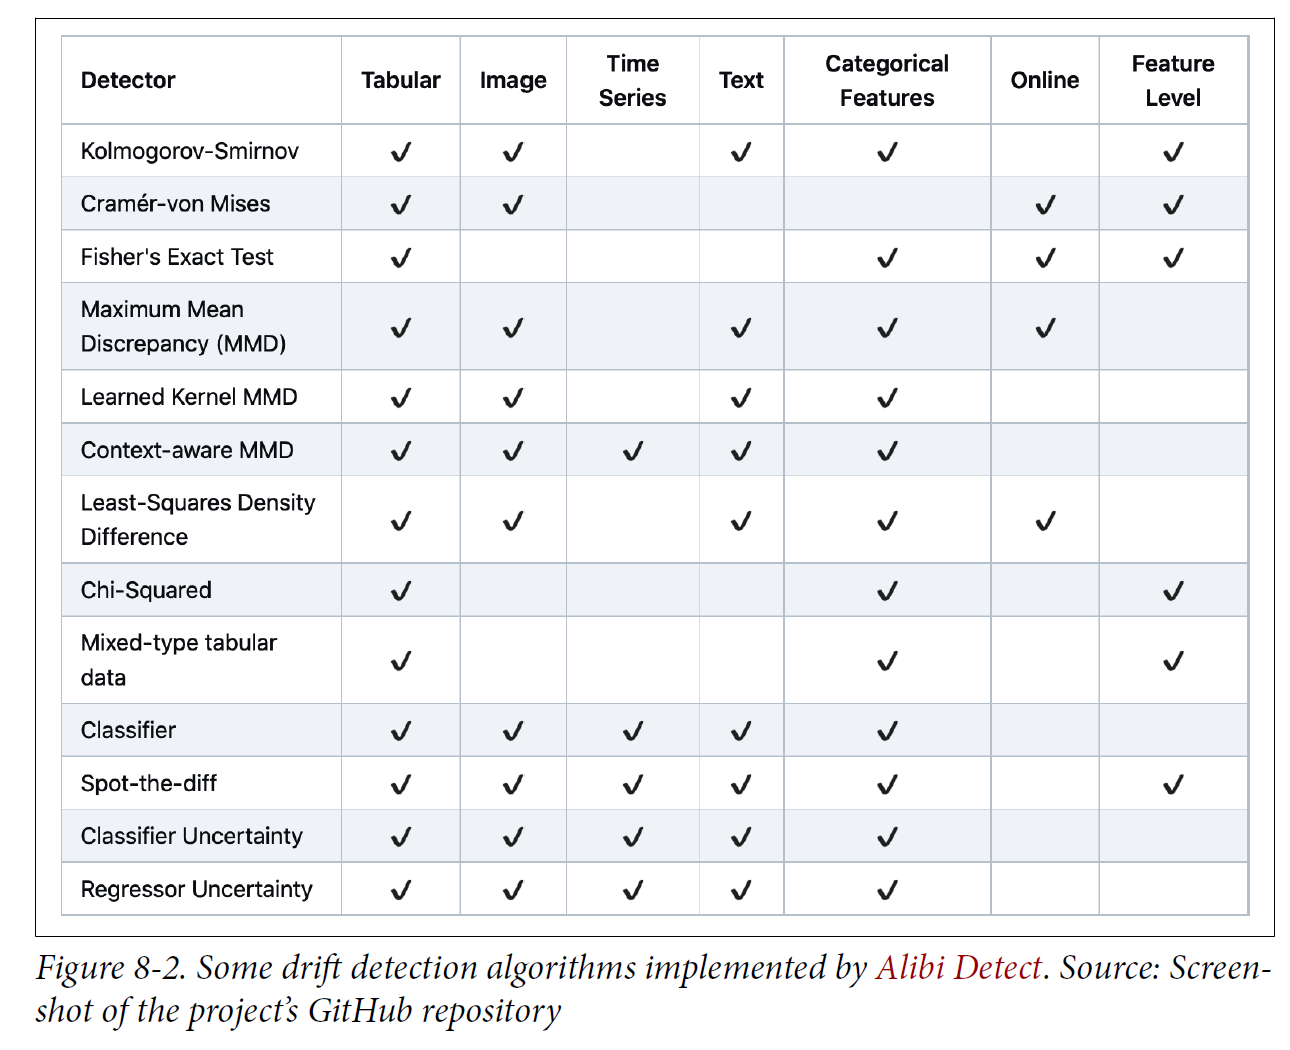 Detector Tabular Image Time Series Text Categorical Features Online Feature Level
Kolmogorov-Smirnov ✓ ✓ ✓ ✓ ✓
Cramér-von Mises ✓ ✓ ✓ ✓
Fisher's Exact Test ✓ ✓ ✓ ✓
Maximum Mean
Discrepancy (MMD) ✓ ✓ ✓ ✓ ✓
Learned Kernel MMD ✓ ✓ ✓ ✓
Context-aware MMD ✓ ✓ ✓ ✓ ✓
Least-Squares Density
Difference ✓ ✓ ✓ ✓ ✓
Chi-Squared ✓ ✓ ✓
Mixed-type tabular
data ✓ ✓ ✓
Classifier ✓ ✓ ✓ ✓ ✓
Spot-the-diff ✓ ✓ ✓ ✓ ✓ ✓
Classifier Uncertainty ✓ ✓ ✓ ✓ ✓
Regressor Uncertainty ✓ ✓ ✓ ✓ ✓
Figure 8-2. Some drift detection algorithms implemented by Alibi Detect. Source: Screen-
shot of the project's GitHub repository